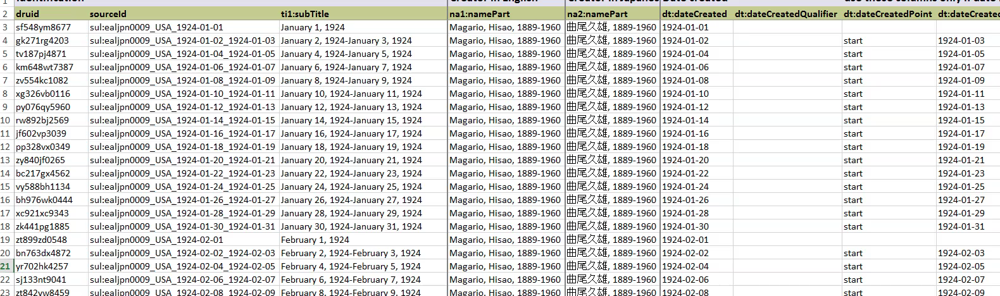 1 Identification Creator in English Creator in Japanes Date created use these columns only if date
2 druid sourceId ti1:subTitle na1:namePart na2:namePart dt:dateCreated dt:dateCreatedQualifier dt:dateCreatedPoint dt:dateCreated
3 sf548ym8677 sul:ealjpn0009_USA_1924-01-01 January 1, 1924 Magario, Hisao, 1889-1960 曲尾久雄, 1889-1960 1924-01-01
4 gk271rg4203 sul:ealjpn0009_USA_1924-01-02_1924-01-03 January 2, 1924-January 3, 1924 Magario, Hisao, 1889-1960 曲尾久雄, 1889-1960 1924-01-02 start 1924-01-03
5 tv187pj4871 sul:ealjpn0009_USA_1924-01-04_1924-01-05 January 4, 1924-January 5, 1924 Magario, Hisao, 1889-1960 曲尾久雄, 1889-1960 1924-01-04 start 1924-01-05
6 km648wt7387 sul:ealjpn0009_USA_1924-01-06_1924-01-07 January 6, 1924-January 7, 1924 Magario, Hisao, 1889-1960 曲尾久雄, 1889-1960 1924-01-06 start 1924-01-07
7 zv554kc1082 sul:ealjpn0009_USA_1924-01-08_1924-01-09 January 8, 1924-January 9, 1924 Magario, Hisao, 1889-1960 曲尾久雄, 1889-1960 1924-01-08 start 1924-01-09
8 xg326vb0116 sul:ealjpn0009_USA_1924-01-10_1924-01-11 January 10, 1924-January 11, 1924 Magario, Hisao, 1889-1960 曲尾久雄, 1889-1960 1924-01-10 start 1924-01-11
9 py076qy5960 sul:ealjpn0009_USA_1924-01-12_1924-01-13 January 12, 1924-January 13, 1924 Magario, Hisao, 1889-1960 曲尾久雄, 1889-1960 1924-01-12 start 1924-01-13
10 rw892bj2569 sul:ealjpn0009_USA_1924-01-14_1924-01-15 January 14, 1924-January 15, 1924 Magario, Hisao, 1889-1960 曲尾久雄, 1889-1960 1924-01-14 start 1924-01-15
11 jf602vp3039 sul:ealjpn0009_USA_1924-01-16_1924-01-17 January 16, 1924-January 17, 1924 Magario, Hisao, 1889-1960 曲尾久雄, 1889-1960 1924-01-16 start 1924-01-17
12 pp328vx0349 sul:ealjpn0009_USA_1924-01-18_1924-01-19 January 18, 1924-January 19, 1924 Magario, Hisao, 1889-1960 曲尾久雄, 1889-1960 1924-01-18 start 1924-01-19
13 zy840jf0265 sul:ealjpn0009_USA_1924-01-20_1924-01-21 January 20, 1924-January 21, 1924 Magario, Hisao, 1889-1960 曲尾久雄, 1889-1960 1924-01-20 start 1924-01-21
14 bc217gx4562 sul:ealjpn0009_USA_1924-01-22_1924-01-23 January 22, 1924-January 23, 1924 Magario, Hisao, 1889-1960 曲尾久雄, 1889-1960 1924-01-22 start 1924-01-23
15 vy588bh1134 sul:ealjpn0009_USA_1924-01-24_1924-01-25 January 24, 1924-January 25, 1924 Magario, Hisao, 1889-1960 曲尾久雄, 1889-1960 1924-01-24 start 1924-01-25
16 bh976wk0444 sul:ealjpn0009_USA_1924-01-26_1924-01-27 January 26, 1924-January 27, 1924 Magario, Hisao, 1889-1960 曲尾久雄, 1889-1960 1924-01-26 start 1924-01-27
17 xc921xc9343 sul:ealjpn0009_USA_1924-01-28_1924-01-29 January 28, 1924-January 29, 1924 Magario, Hisao, 1889-1960 曲尾久雄, 1889-1960 1924-01-28 start 1924-01-29
18 zk441pg1885 sul:ealjpn0009_USA_1924-01-30_1924-01-31 January 30, 1924-January 31, 1924 Magario, Hisao, 1889-1960 曲尾久雄, 1889-1960 1924-01-30 start 1924-01-31
19 zt899zd0548 sul:ealjpn0009_USA_1924-02-01 February 1, 1924 Magario, Hisao, 1889-1960 曲尾久雄, 1889-1960 1924-02-01
20 bn763dx4872 sul:ealjpn0009_USA_1924-02-02_1924-02-03 February 2, 1924-February 3, 1924 Magario, Hisao, 1889-1960 曲尾久雄, 1889-1960 1924-02-02 start 1924-02-03
21 yr702hk4257 sul:ealjpn0009_USA_1924-02-04_1924-02-05 February 4, 1924-February 5, 1924 Magario, Hisao, 1889-1960 曲尾久雄, 1889-1960 1924-02-04 start 1924-02-05
22 sj133nt9041 sul:ealjpn0009_USA_1924-02-06_1924-02-07 February 6, 1924-February 7, 1924 Magario, Hisao, 1889-1960 曲尾久雄, 1889-1960 1924-02-06 start 1924-02-07
23 zt842vw8459 sul:ealjpn0009_USA_1924-02-08_1924-02-09 February 8, 1924-February 9, 1924 Magario, Hisao, 1889-1960 曲尾久雄, 1889-1960 1924-02-08 start 1924-02-09